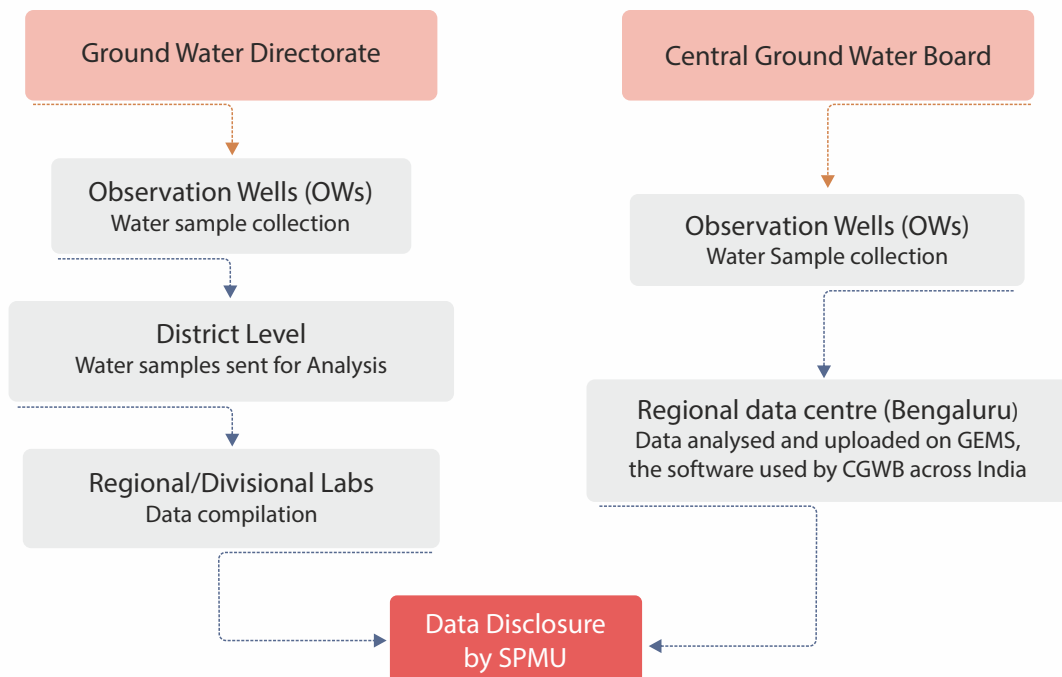 Ground Water Directorate
Observation Wells (OWs)
Water sample collection
District Level
Water samples sent for Analysis
Regional/Divisional Labs
Data compilation
Central Ground Water Board
Observation Wells (OWs)
Water Sample collection
Regional data centre (Bengaluru)
Data analysed and uploaded on GEMS,
the software used by CGWB across India
Data Disclosure
by SPMU